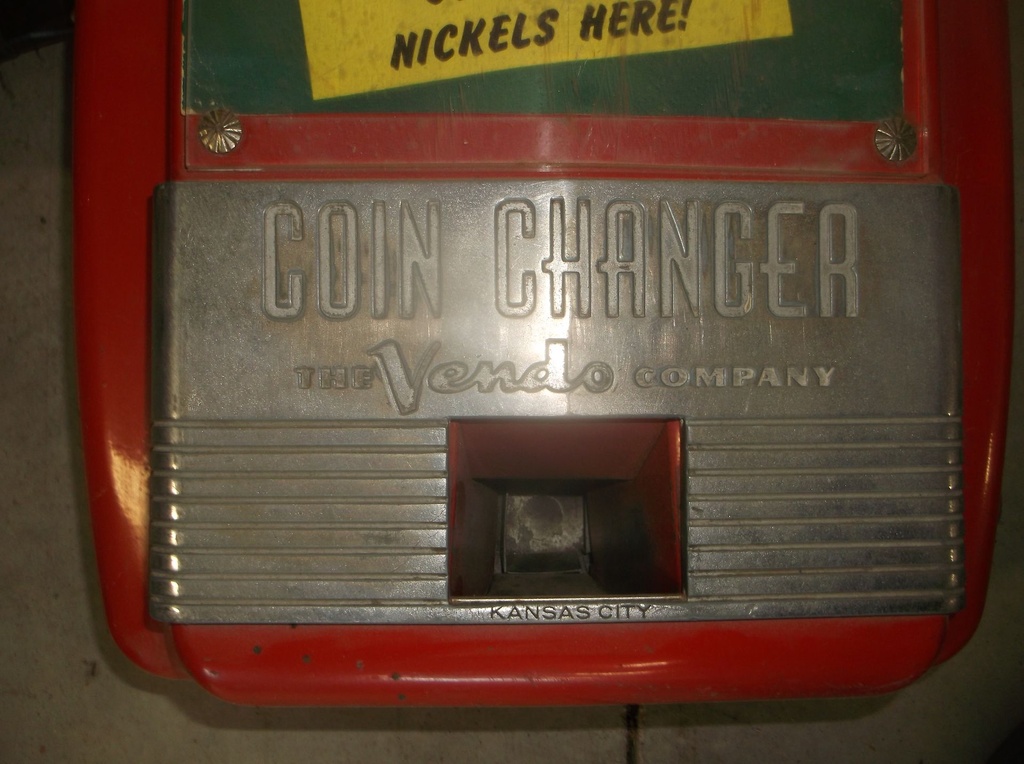 NICKELS HERE!
COIN CHANGER
THE Vendo COMPANY
KANSAS CITY